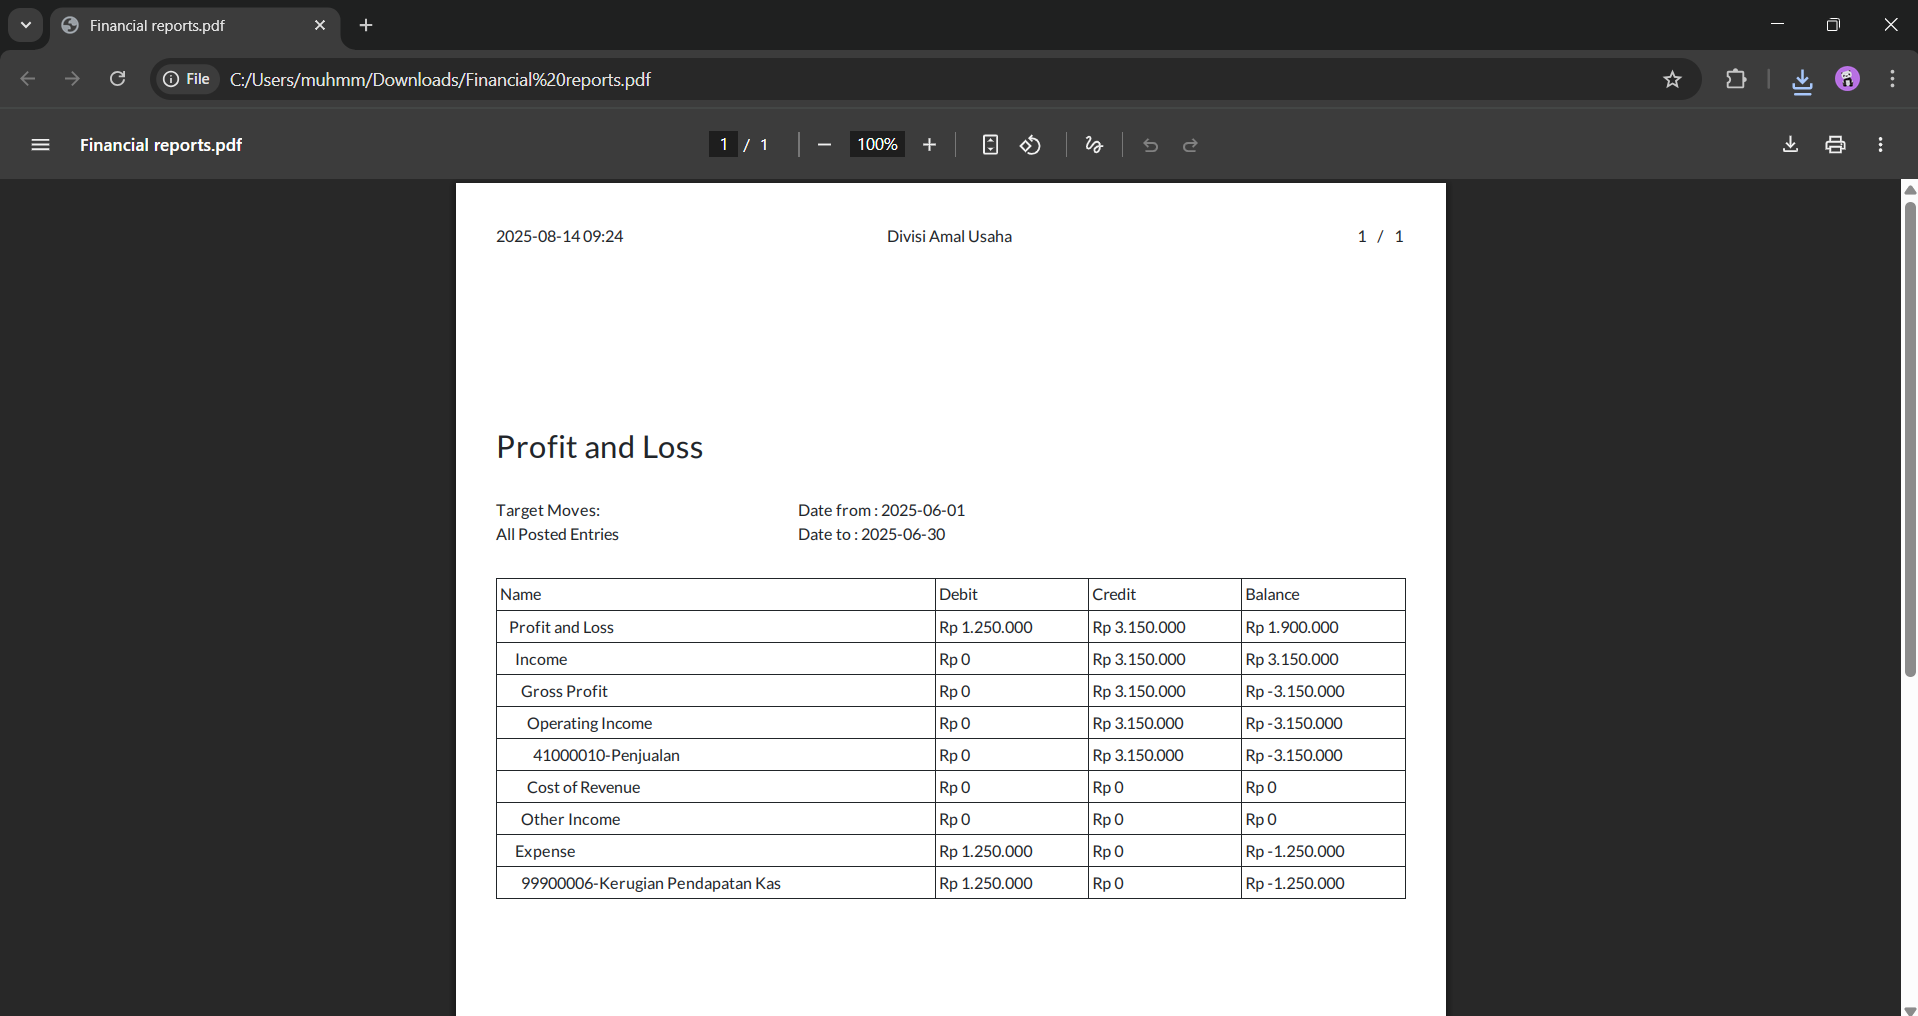 Financial reports.pdf
File C:/Users/muhmm/Downloads/Financial%20reports.pdf
Financial reports.pdf 1 / 1 100%
2025-08-14 09:24 Divisi Amal Usaha 1 / 1
Profit and Loss
Target Moves: Date from : 2025-06-01
All Posted Entries Date to : 2025-06-30
Name Debit Credit Balance
Profit and Loss Rp 1.250.000 Rp 3.150.000 Rp 1.900.000
Income Rp 0 Rp 3.150.000 Rp 3.150.000
Gross Profit Rp 0 Rp 3.150.000 Rp -3.150.000
Operating Income Rp 0 Rp 3.150.000 Rp -3.150.000
41000010-Penjualan Rp 0 Rp 3.150.000 Rp -3.150.000
Cost of Revenue Rp 0 Rp 0 Rp 0
Other Income Rp 0 Rp 0 Rp 0
Expense Rp 1.250.000 Rp 0 Rp -1.250.000
99900006-Kerugian Pendapatan Kas Rp 1.250.000 Rp 0 Rp -1.250.000